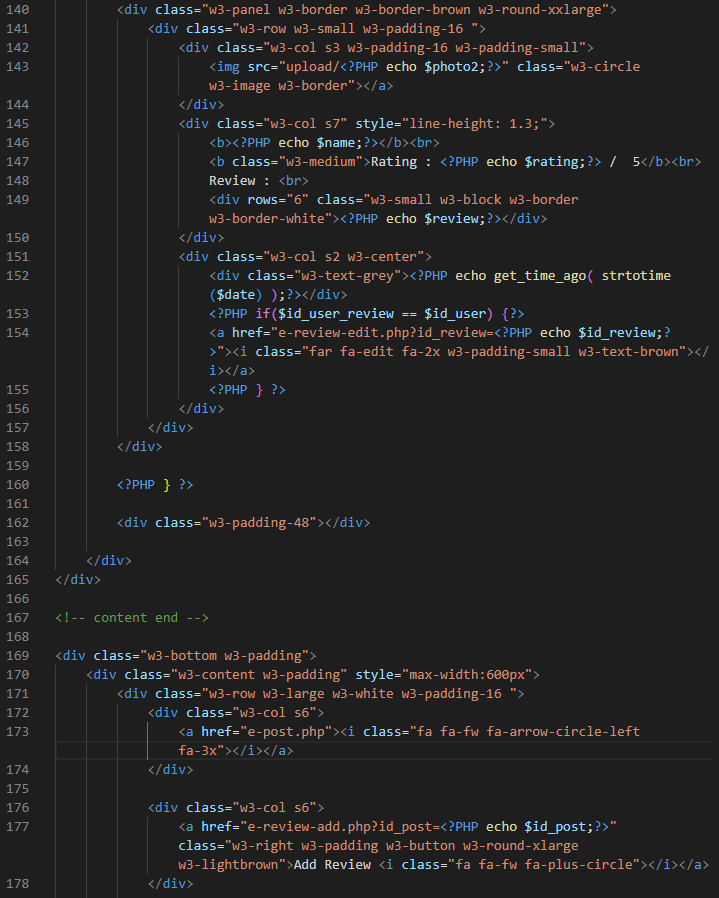 140 <div class="w3-panel w3-border w3-border-brown w3-round-xxlarge">
141 <div class="w3-row w3-small w3-padding-16 ">
142 <div class="w3-col s3 w3-padding-16 w3-padding-small">
143 <img src="upload/<?PHP echo $photo2;?>" class="w3-circle
w3-image w3-border"></a>
144 </div>
145 <div class="w3-col s7" style="line-height: 1.3;">
146 <b><?PHP echo $name;?></b><br>
147 <b class="w3-medium">Rating : <?PHP echo $rating;?> /  5</b><br>
148 Review : <br>
149 <div rows="6" class="w3-small w3-block w3-border
w3-border-white"><?PHP echo $review;?></div>
150 </div>
151 <div class="w3-col s2 w3-center">
152 <div class="w3-text-grey"><?PHP echo get_time_ago( strtotime
($date) );?></div>
153 <?PHP if($id_user_review == $id_user) {?>
154 <a href="e-review-edit.php?id_review=<?PHP echo $id_review;?
>"><i class="far fa-edit fa-2x w3-padding-small w3-text-brown"></
i></a>
155 <?PHP } ?>
156 </div>
157 </div>
158 </div>
159
160 <?PHP } ?>
161
162 <div class="w3-padding-48"></div>
163
164 </div>
165 </div>
166
167 <!-- content end -->
168
169 <div class="w3-bottom w3-padding">
170 <div class="w3-content w3-padding" style="max-width:600px">
171 <div class="w3-row w3-large w3-white w3-padding-16 ">
172 <div class="w3-col s6">
173 <a href="e-post.php"><i class="fa fa-fw fa-arrow-circle-left
fa-3x"></i></a>
174 </div>
175
176 <div class="w3-col s6">
177 <a href="e-review-add.php?id_post=<?PHP echo $id_post;?>"
class="w3-right w3-padding w3-button w3-round-xlarge
w3-lightbrown">Add Review <i class="fa fa-fw fa-plus-circle"></i></a>
178 </div>